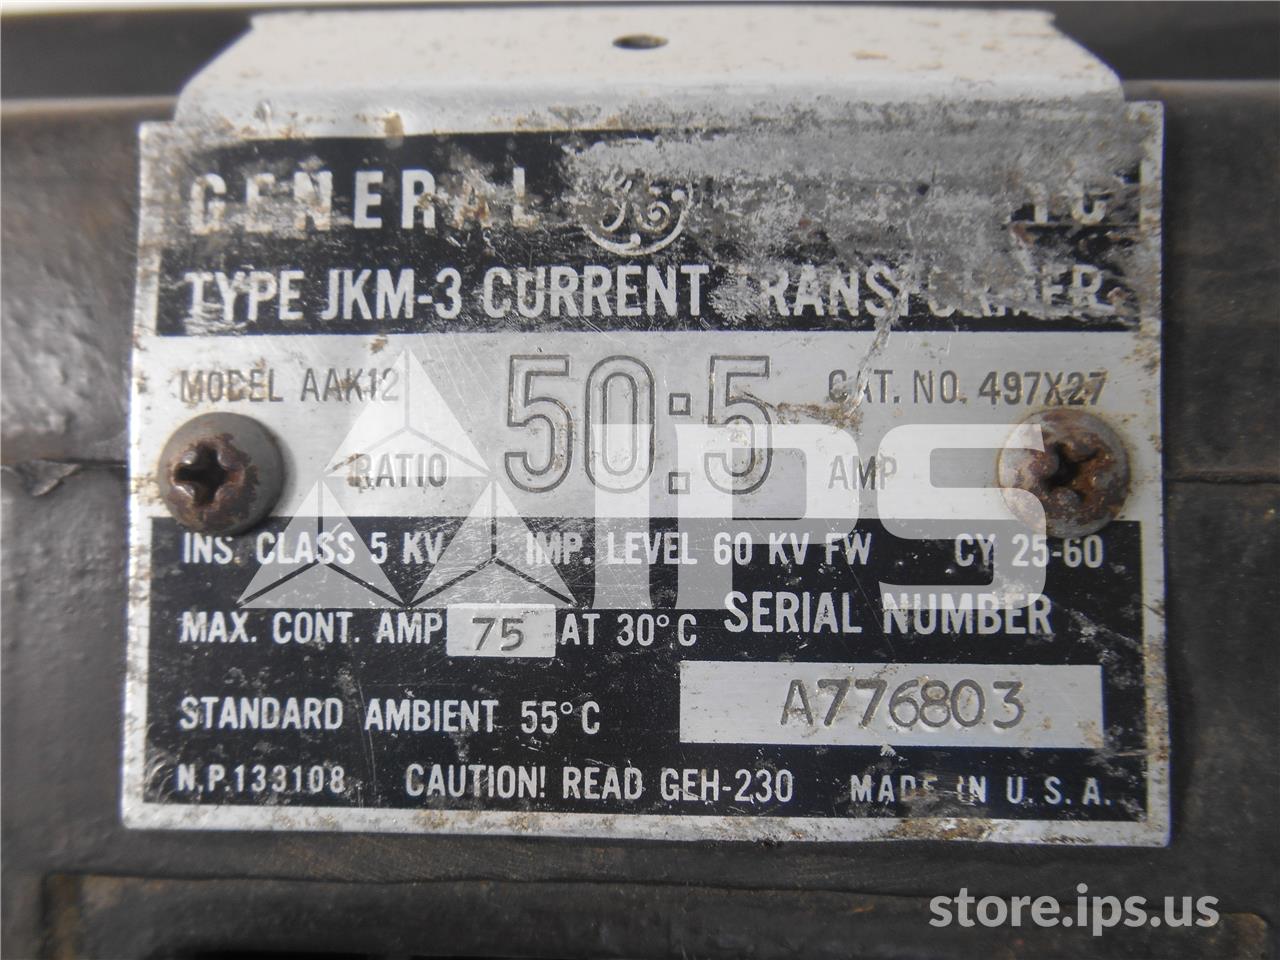 GENERAL GE
TYPE JKM-3 CURRENT TRANSFORMER
MODEL AAK12 50:5 CAT. NO. 497X27
RATIO AMP
IPS
INS. CLASS 5 KV IMP. LEVEL 60 KV FW CY 25-60
MAX. CONT. AMP 75 AT 30°C SERIAL NUMBER
STANDARD AMBIENT 55°C A776803
N.P.133108 CAUTION! READ GEH-230 MADE IN U.S.A.
store.ips.us